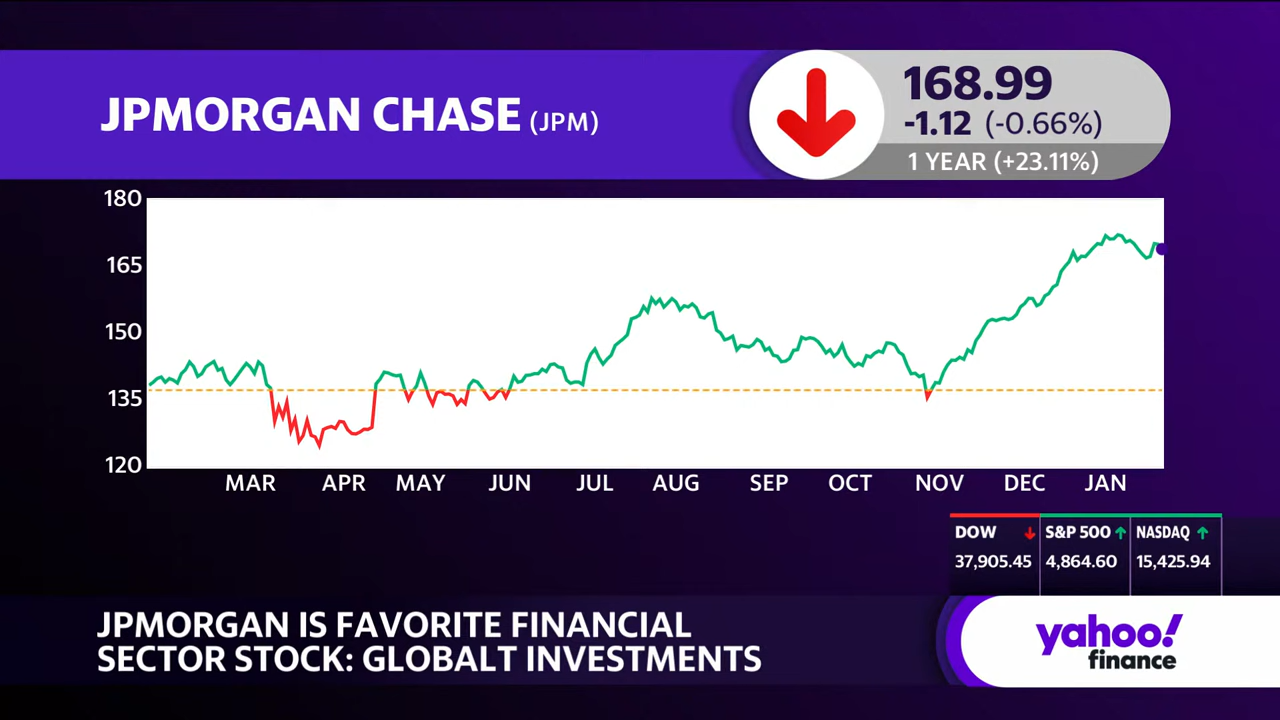 JPMORGAN CHASE (JPM)
168.99
-1.12 (-0.66%)
1 YEAR (+23.11%)
180
165
150
135
120
MAR APR MAY JUN JUL AUG SEP OCT NOV DEC JAN
DOW S&P 500 NASDAQ
37,905.45 4,864.60 15,425.94
JPMORGAN IS FAVORITE FINANCIAL
SECTOR STOCK: GLOBALT INVESTMENTS
yahoo!
finance